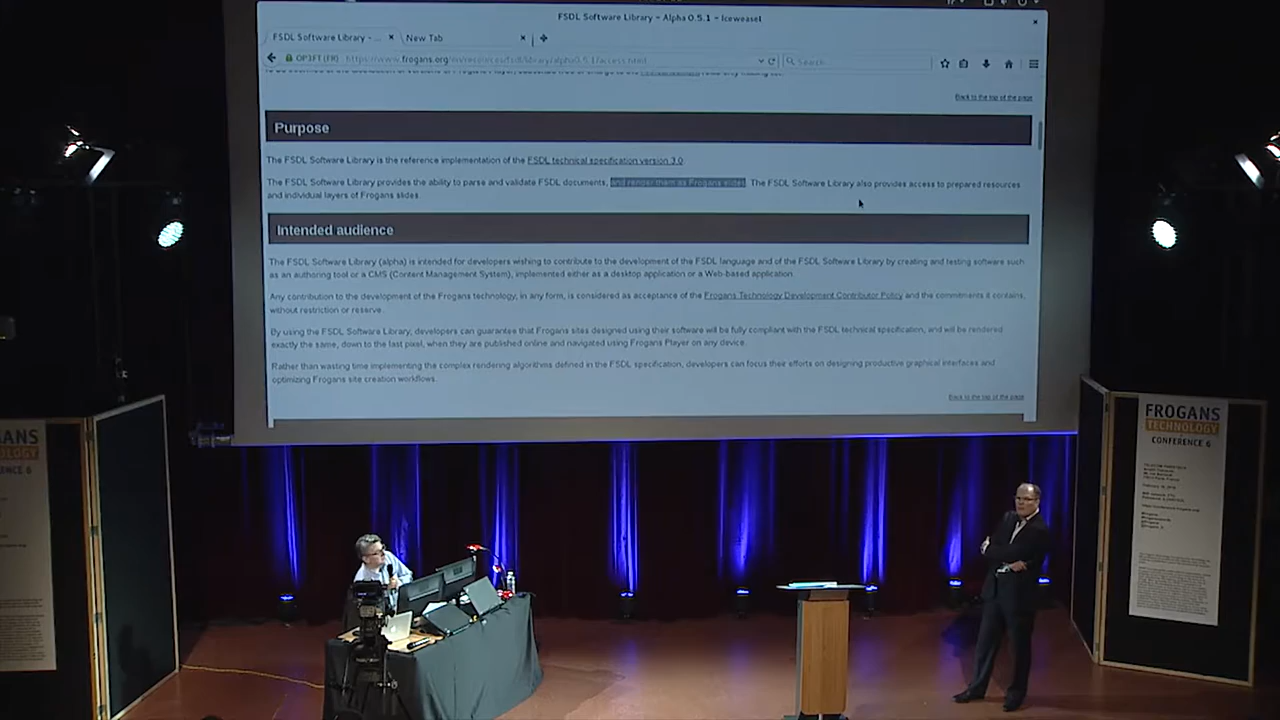 FSDL Software Library – Alpha 0.5.1 – Iceweasel
FSDL Software Library - ...
New Tab
OP3FT (FR)
Search
Back to the top of the page
Purpose
The FSDL Software Library is the reference implementation of the FSDL technical specification version 3.0
The FSDL Software Library provides the ability to parse and validate FSDL documents, and render them as Frogans slides. The FSDL Software Library also provides access to prepared resources
and individual layers of Frogans slides.
Intended audience
The FSDL Software Library (alpha) is intended for developers wishing to contribute to the development of the FSDL language and of the FSDL Software Library by creating and testing software such
as an authoring tool or a CMS (Content Management System), implemented either as a desktop application or a Web-based application.
Any contribution to the development of the Frogans technology, in any form, is considered as acceptance of the Frogans Technology Development Contributor Policy and the commitments it contains,
without restriction or reserve.
By using the FSDL Software Library, developers can guarantee that Frogans sites designed using their software will be fully compliant with the FSDL technical specification, and will be rendered
exactly the same, down to the last pixel, when they are published online and navigated using Frogans Player on any device.
Rather than wasting time implementing the complex rendering algorithms defined in the FSDL specification, developers can focus their efforts on designing productive graphical interfaces and
optimizing Frogans site creation workflows.
Back to the top of the page
GANS
NOLOGY
ENCE 6
FROGANS
TECHNOLOGY
CONFERENCE 6